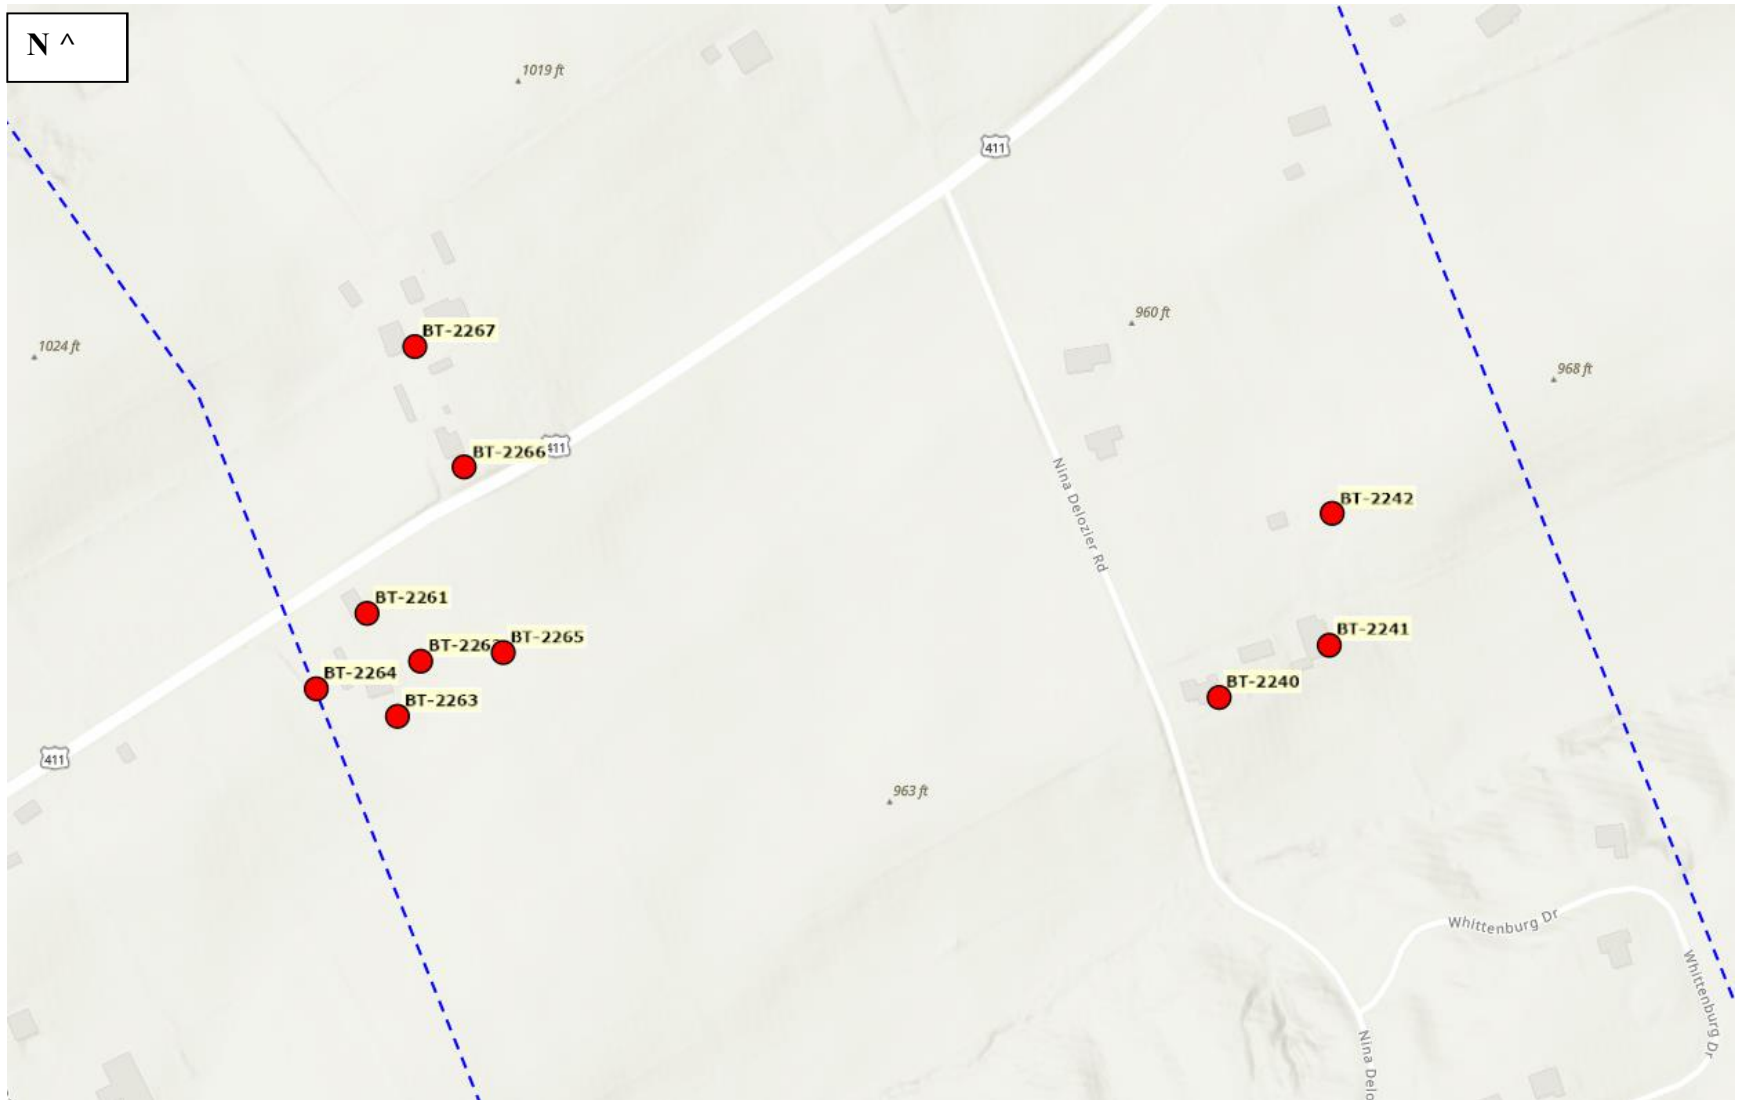 N ^
1019 ft
411
960 ft
BT-2267
1024 ft
968 ft
BT-2266
411
Nina Delozier Rd
BT-2242
BT-2261
BT-2265
BT-2241
BT-2264
BT-2240
BT-2263
411
963 ft
Whittenburg Dr
Whittenburg Dr
Nina Delo